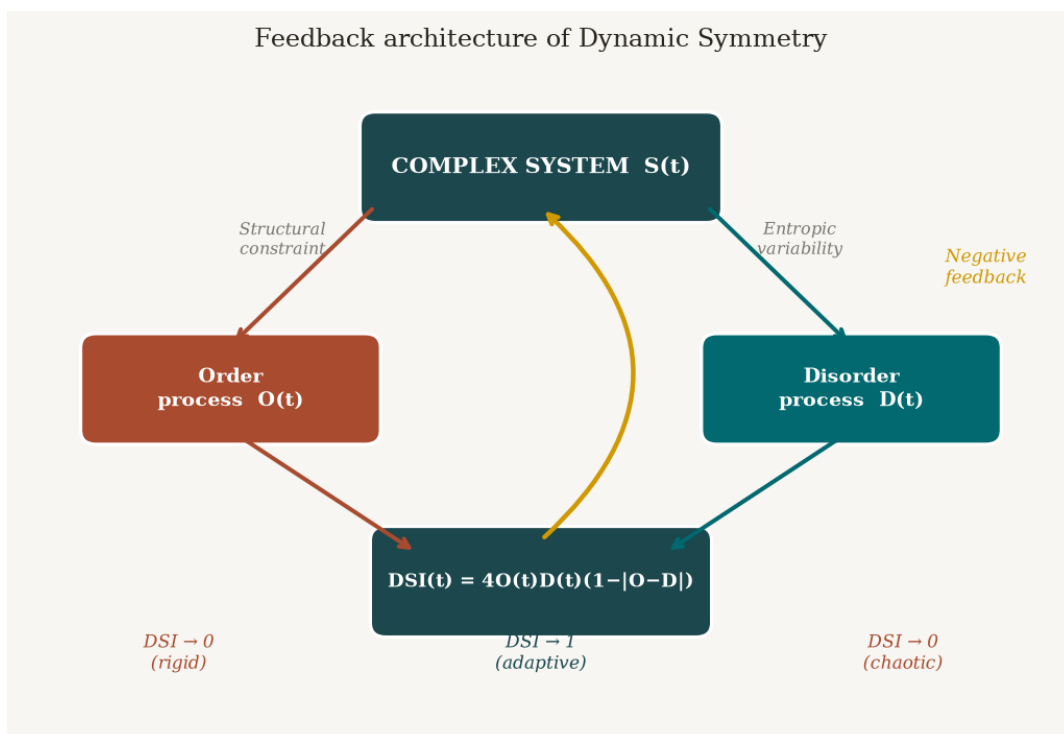 Feedback architecture of Dynamic Symmetry
COMPLEX SYSTEM S(t)
Structural
constraint
Entropic
variability
Negative
feedback
Order
process O(t)
Disorder
process D(t)
DSI(t) = 4O(t)D(t)(1−|O−D|)
DSI → 0
(rigid)
DSI → 1
(adaptive)
DSI → 0
(chaotic)